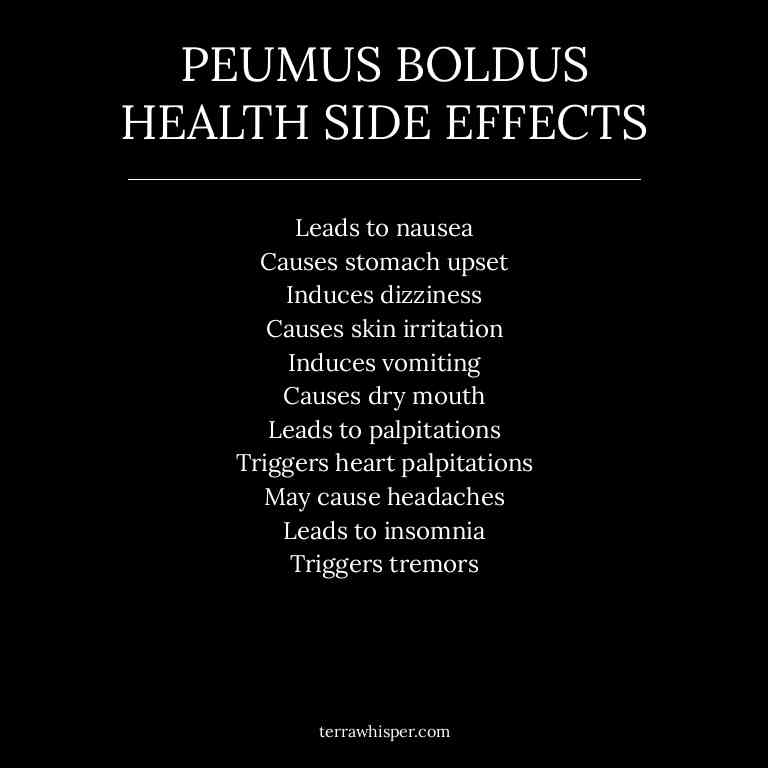 PEUMUS BOLDUS
HEALTH SIDE EFFECTS
Leads to nausea
Causes stomach upset
Induces dizziness
Causes skin irritation
Induces vomiting
Causes dry mouth
Leads to palpitations
Triggers heart palpitations
May cause headaches
Leads to insomnia
Triggers tremors
terrawhisper.com